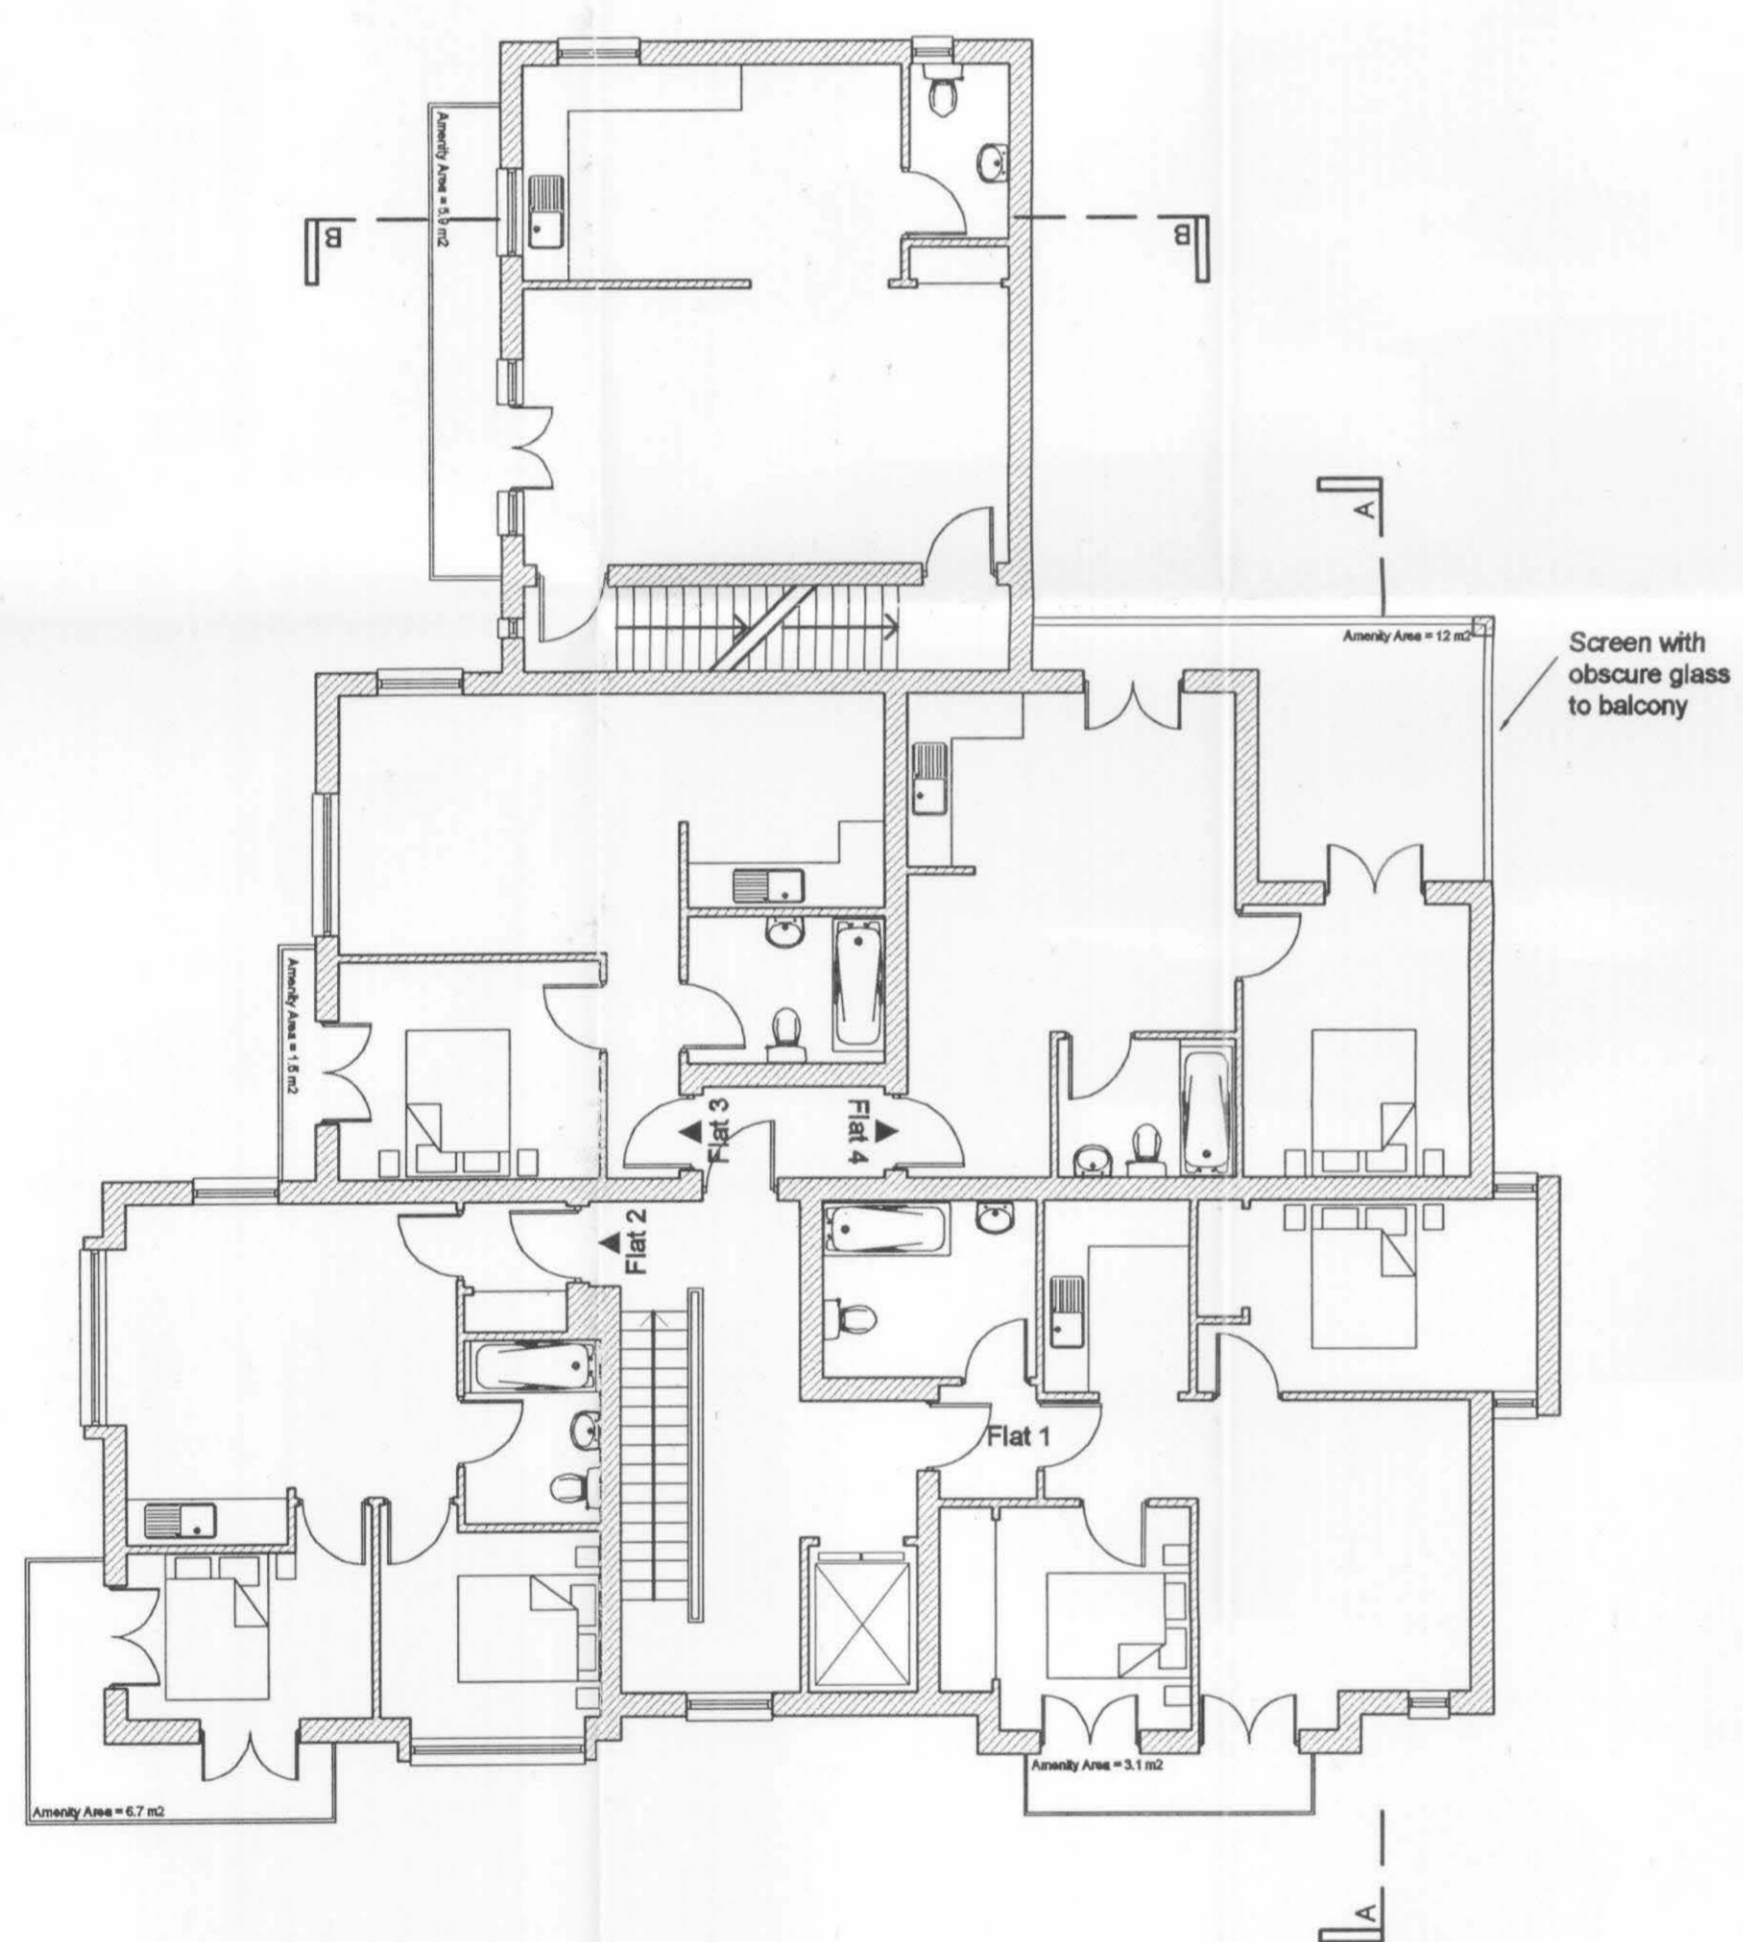 Amenity Area = 5.9 m2
B
B
A
Amenity Area = 12 m2
Screen with
obscure glass
to balcony
Amenity Area = 1.5 m2
Flat 3
Flat 4
Flat 2
Flat 1
Amenity Area = 3.1 m2
Amenity Area = 6.7 m2
A